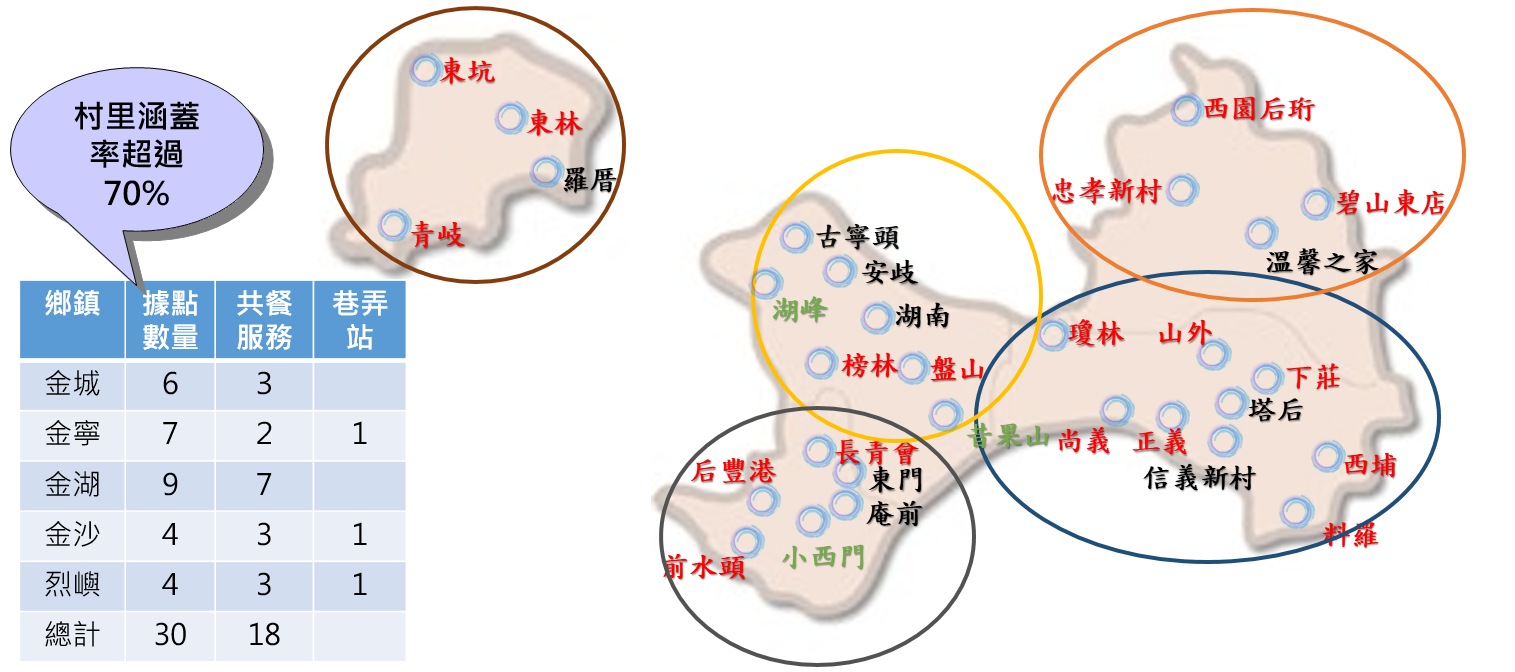 村里涵蓋
率超過
70%
鄉鎮 據點數量 共餐服務 巷弄站
金城 6 3
金寧 7 2 1
金湖 9 7
金沙 4 3 1
烈嶼 4 3 1
總計 30 18
東坑
東林
羅厝
青岐
古寧頭
安歧
湖峰
湖南
榜林
盤山
昔果山
長青會
后豐港
東門
庵前
小西門
前水頭
西園后珩
忠孝新村
碧山東店
溫馨之家
瓊林
山外
下莊
塔后
尚義
正義
信義新村
西埔
料羅